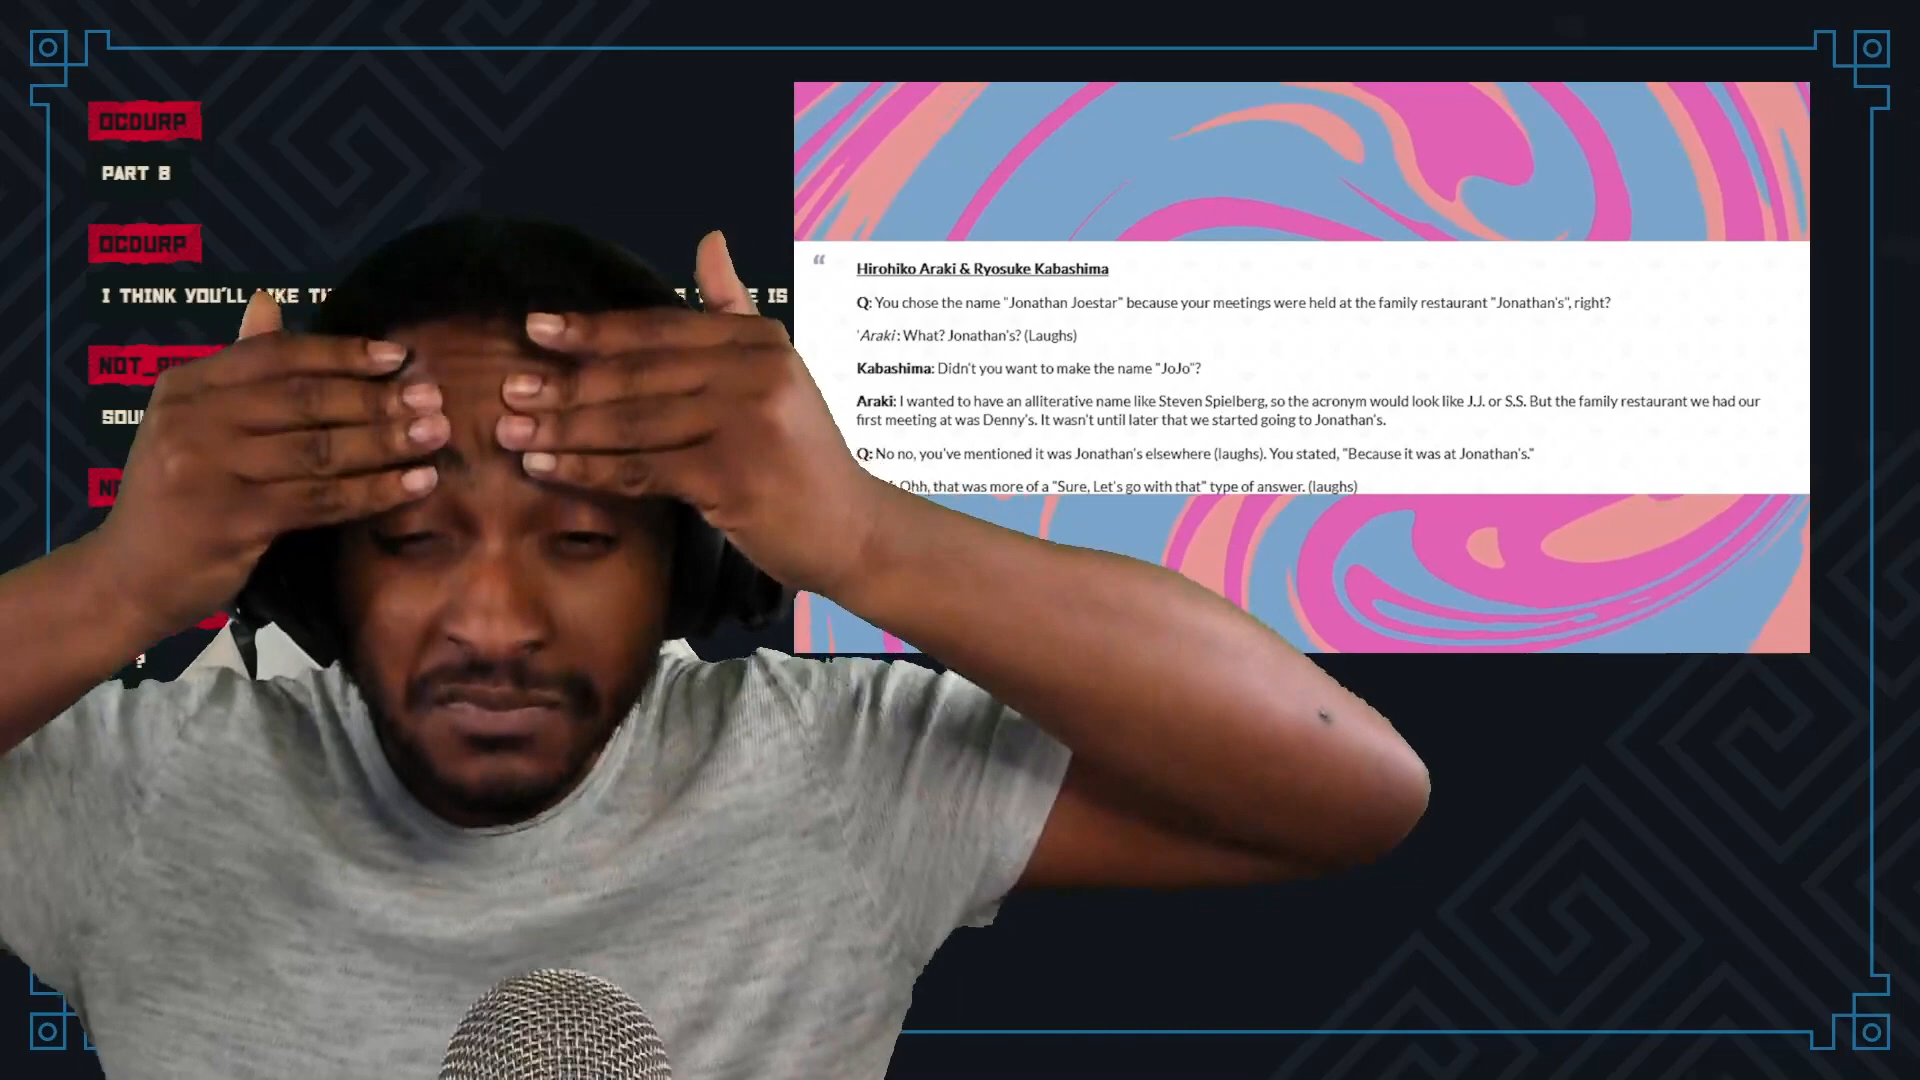 OCOURP
PART 8
OCOURP
I THINK YOU'LL LIKE IS
NOT_
?
“
Hirohiko Araki & Ryosuke Kabashima
Q: You chose the name "Jonathan Joestar" because your meetings were held at the family restaurant "Jonathan's", right?
'Araki: What? Jonathan's? (Laughs)
Kabashima: Didn't you want to make the name "JoJo"?
Araki: I wanted to have an alliterative name like Steven Spielberg, so the acronym would look like J.J. or S.S. But the family restaurant we had our
first meeting at was Denny's. It wasn't until later that we started going to Jonathan's.
Q: No no, you've mentioned it was Jonathan's elsewhere (laughs). You stated, "Because it was at Jonathan's."
Ohh, that was more of a "Sure, Let's go with that" type of answer. (laughs)